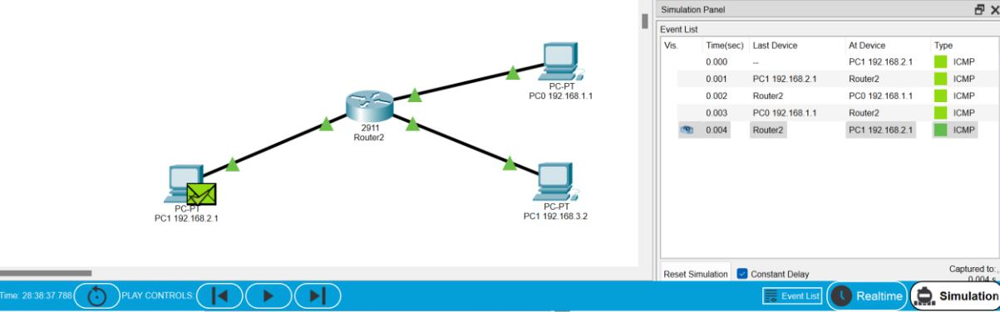 Simulation Panel
Event List
Vis. Time(sec) Last Device At Device Type
0.000 -- PC1 192.168.2.1 ICMP
0.001 PC1 192.168.2.1 Router2 ICMP
0.002 Router2 PC0 192.168.1.1 ICMP
0.003 PC0 192.168.1.1 Router2 ICMP
0.004 Router2 PC1 192.168.2.1 ICMP
PC-PT
PC0 192.168.1.1
2911
Router2
PC-PT
PC1 192.168.2.1
PC-PT
PC1 192.168.3.2
Reset Simulation Constant Delay Captured to:
0.004 s
Time: 28:38:37.788 PLAY CONTROLS: Event List Realtime Simulation